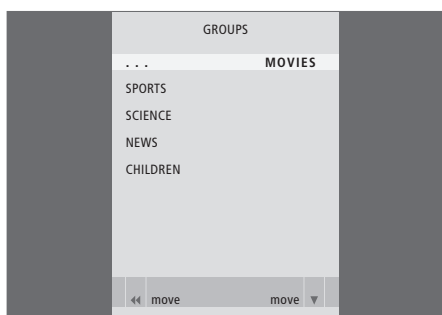 GROUPS
. . . MOVIES
SPORTS
SCIENCE
NEWS
CHILDREN
move move